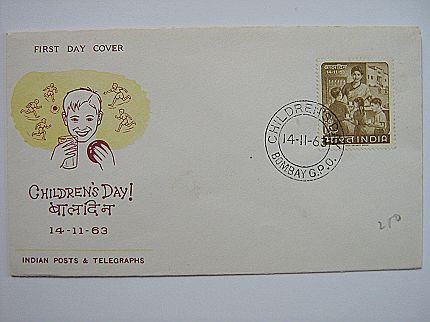 FIRST DAY COVER
CHILDREN'S DAY!
बाल दिन
14-11-63
INDIAN POSTS & TELEGRAPHS
बाल दिन
14-11-63
भारत INDIA
CHILDREN'S DAY
14-11-63
BOMBAY G.P.O.